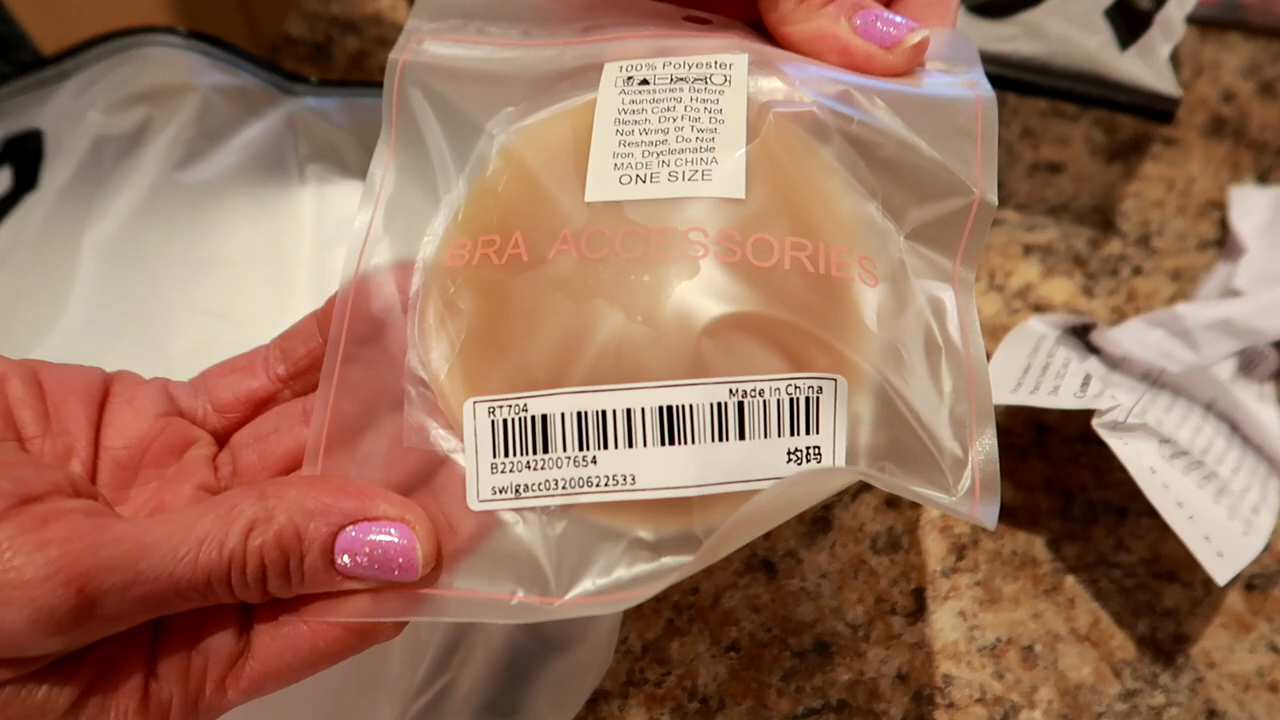 100% Polyester
Accessories Before
Laundering, Hand
Wash Cold, Do Not
Bleach, Dry Flat, Do
Not Wring or Twist,
Reshape, Do Not
Iron, Drycleanable
MADE IN CHINA
ONE SIZE
BRA ACCESSORIES
RT704
Made In China
B220422007654
均码
swlgacc03200622533